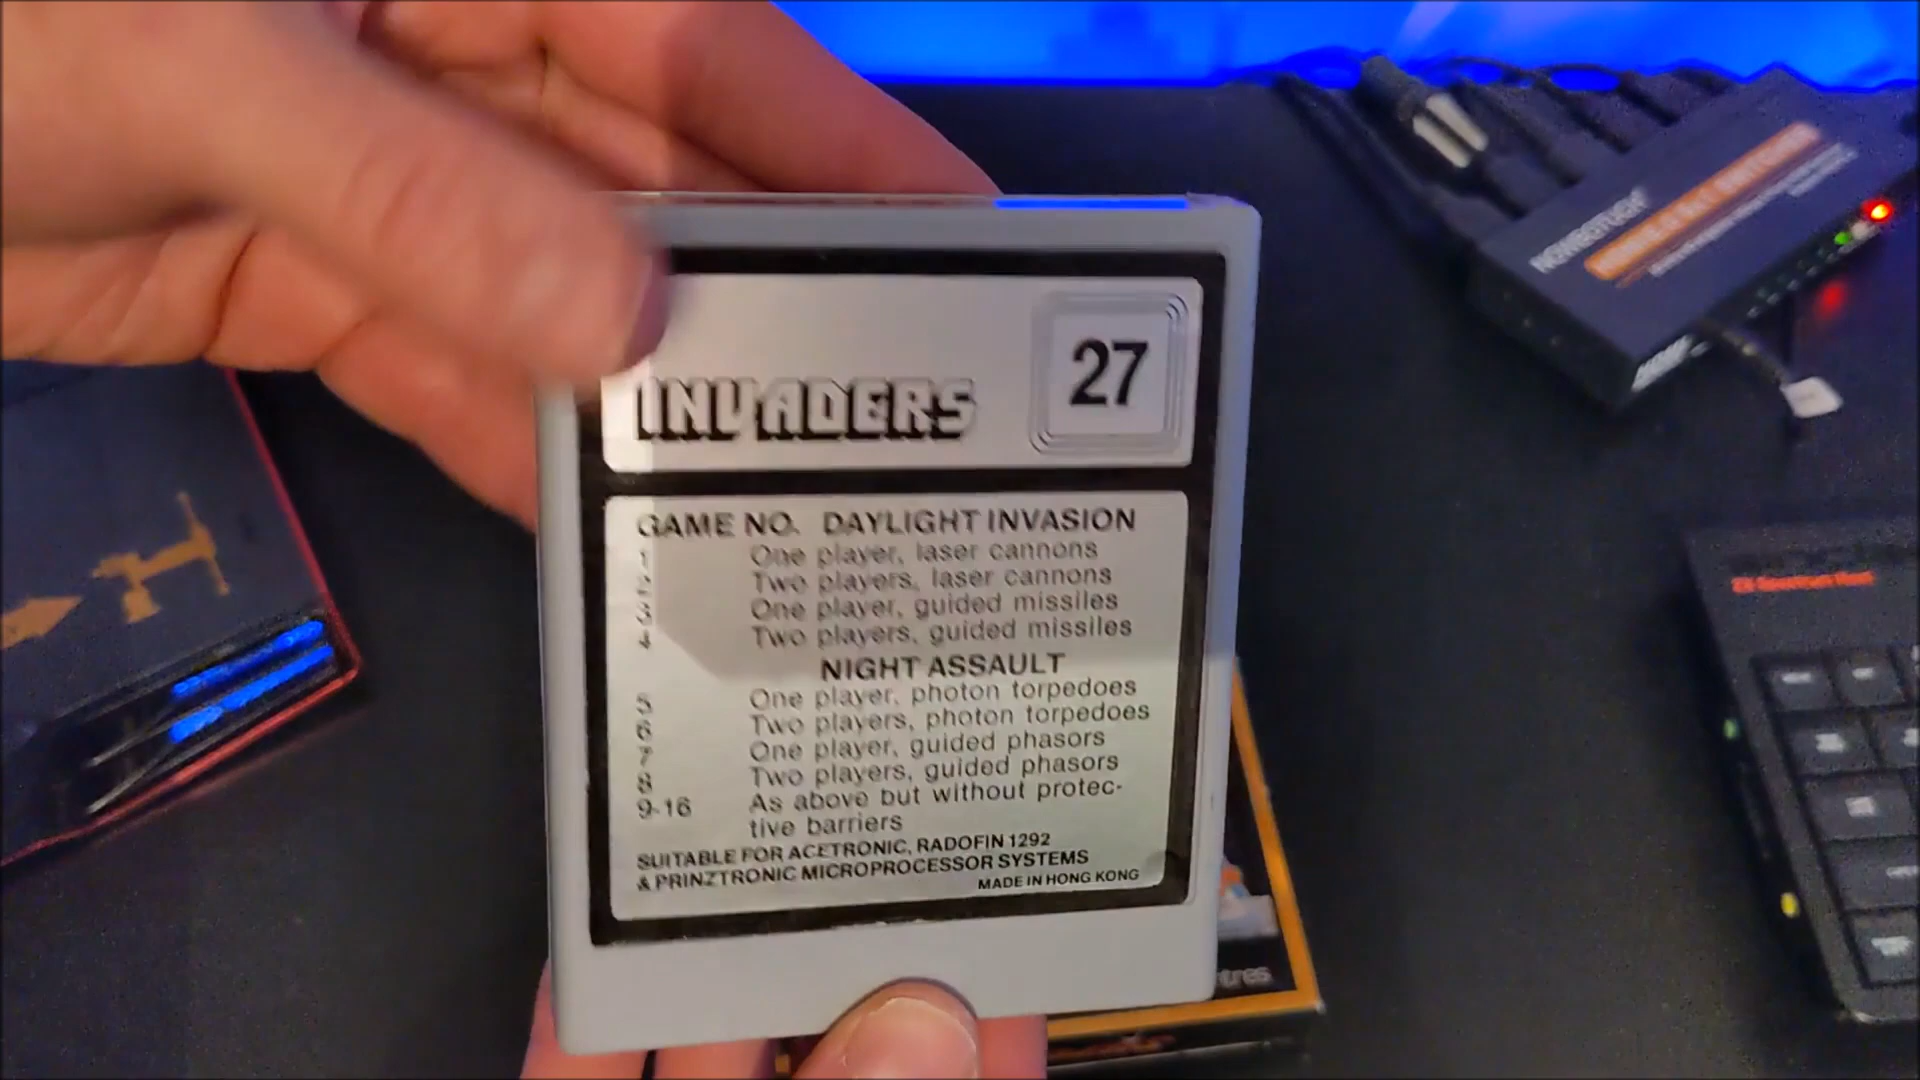 INVADERS
27
GAME NO. DAYLIGHT INVASION
1 One player, laser cannons
2 Two players, laser cannons
3 One player, guided missiles
4 Two players, guided missiles
NIGHT ASSAULT
5 One player, photon torpedoes
6 Two players, photon torpedoes
7 One player, guided phasors
8 Two players, guided phasors
9-16 As above but without protec-
tive barriers
SUITABLE FOR ACETRONIC, RADOFIN 1292
& PRINZTRONIC MICROPROCESSOR SYSTEMS
MADE IN HONG KONG
ZX Spectrum Next